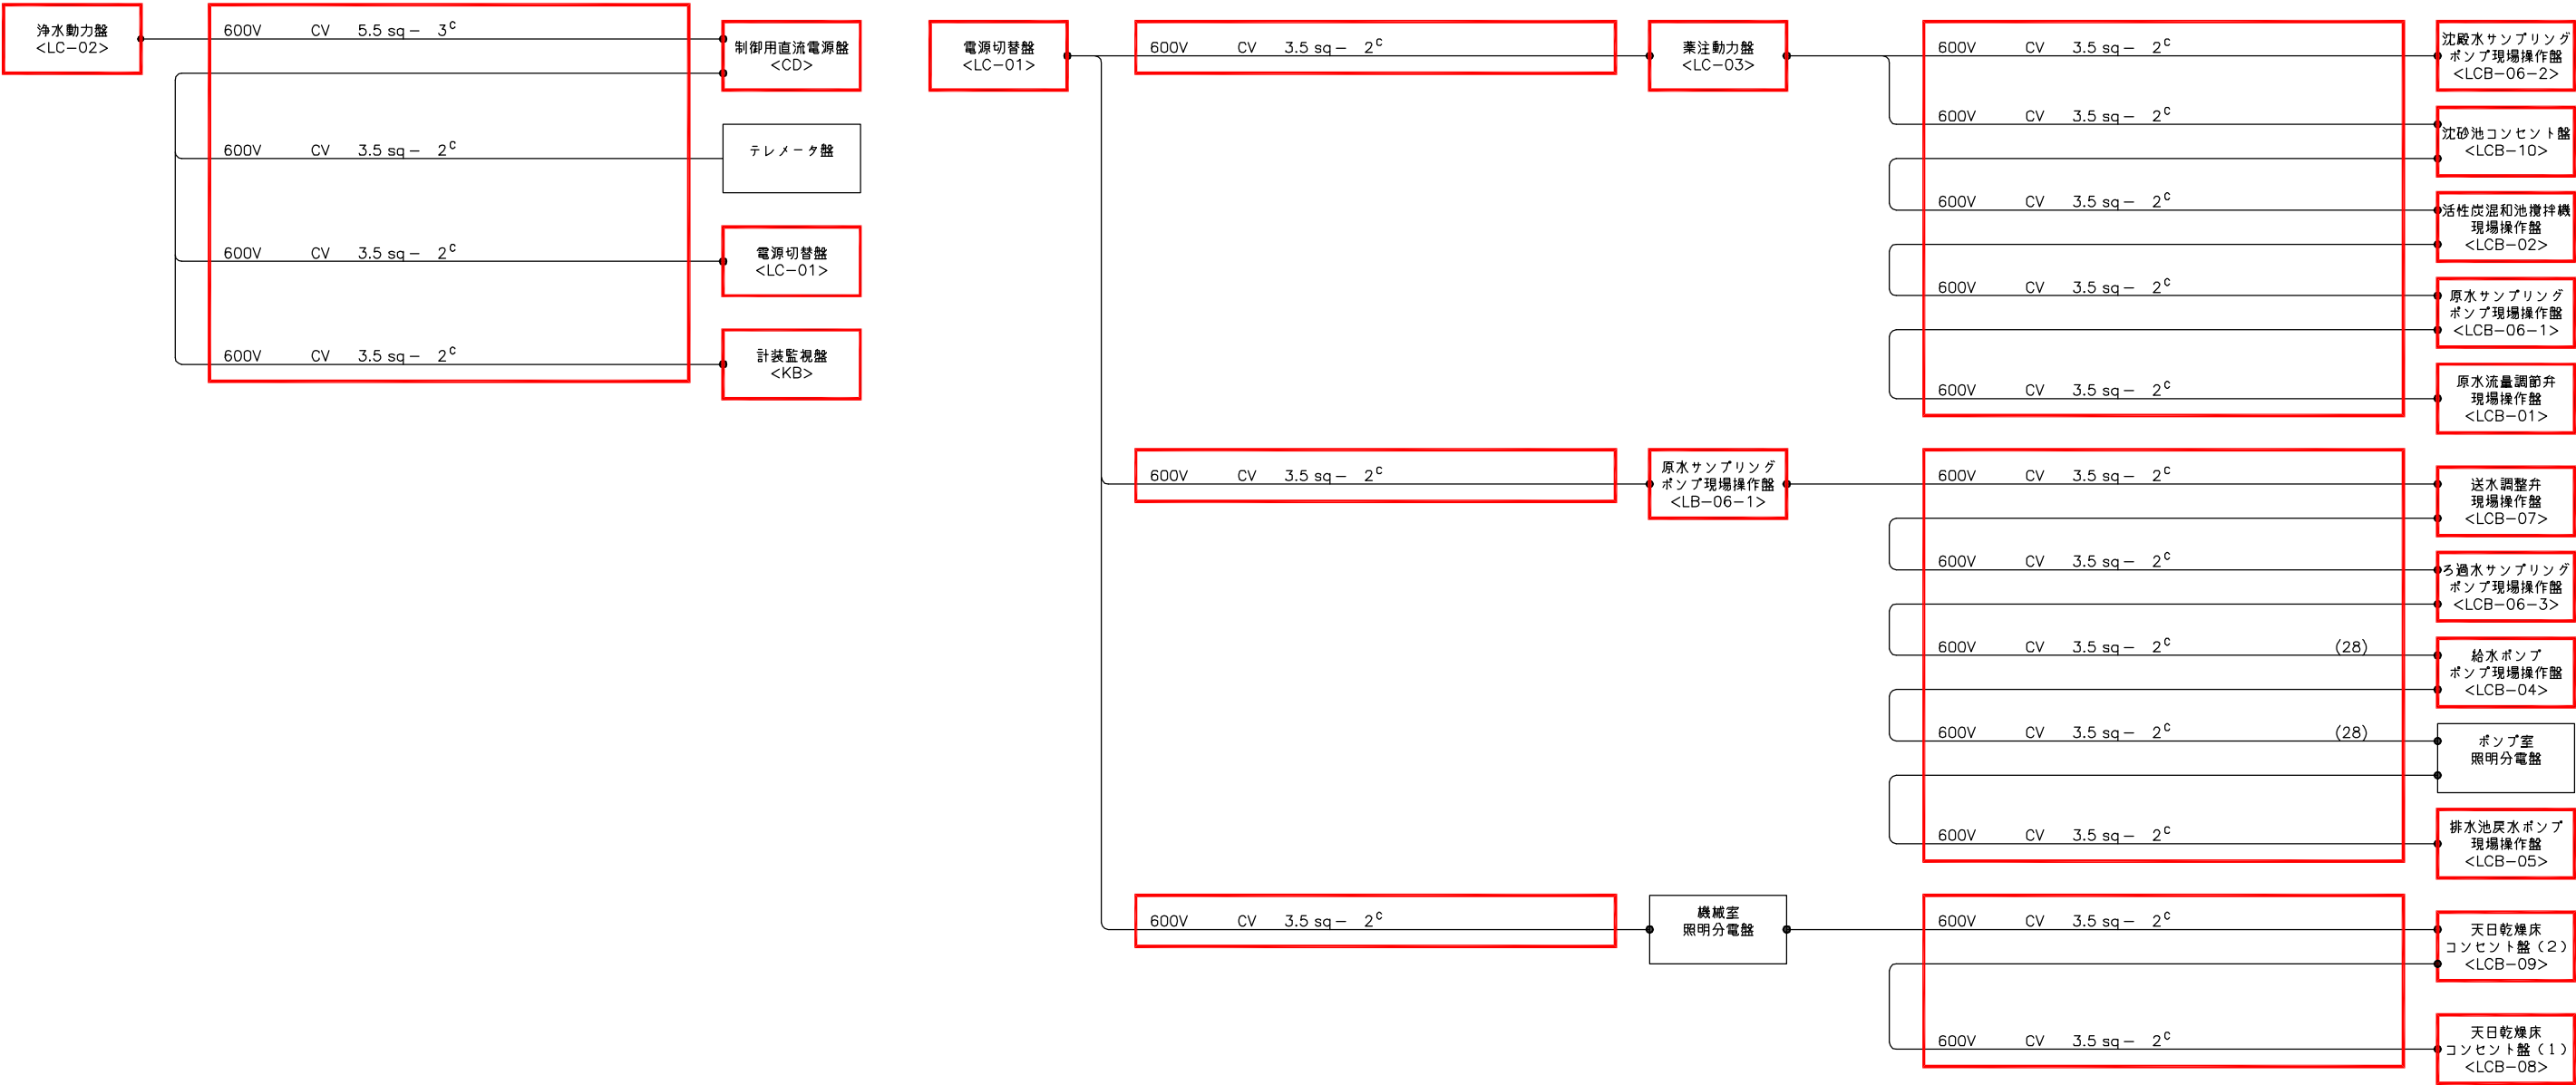 浄水動力盤
<LC-02>
600V CV 5.5 sq- 3C
制御用直流電源盤
<CD>
600V CV 3.5 sq- 2C
テレメータ盤
600V CV 3.5 sq- 2C
電源切替盤
<LC-01>
600V CV 3.5 sq- 2C
計装監視盤
<KB>
電源切替盤
<LC-01>
600V CV 3.5 sq- 2C
薬注動力盤
<LC-03>
600V CV 3.5 sq- 2C
沈殿水サンプリング
ポンプ現場操作盤
<LCB-06-2>
600V CV 3.5 sq- 2C
沈砂池コンセント盤
<LCB-10>
600V CV 3.5 sq- 2C
活性炭混和池攪拌機
現場操作盤
<LCB-02>
600V CV 3.5 sq- 2C
原水サンプリング
ポンプ現場操作盤
<LCB-06-1>
600V CV 3.5 sq- 2C
原水流量調節弁
現場操作盤
<LCB-01>
600V CV 3.5 sq- 2C
原水サンプリング
ポンプ現場操作盤
<LB-06-1>
600V CV 3.5 sq- 2C
送水調整弁
現場操作盤
<LCB-07>
600V CV 3.5 sq- 2C
ろ過水サンプリング
ポンプ現場操作盤
<LCB-06-3>
600V CV 3.5 sq- 2C (28)
給水ポンプ
ポンプ現場操作盤
<LCB-04>
600V CV 3.5 sq- 2C (28)
ポンプ室
照明分電盤
600V CV 3.5 sq- 2C
排水池戻水ポンプ
現場操作盤
<LCB-05>
600V CV 3.5 sq- 2C
機械室
照明分電盤
600V CV 3.5 sq- 2C
天日乾燥床
コンセント盤(2)
<LCB-09>
600V CV 3.5 sq- 2C
天日乾燥床
コンセント盤(1)
<LCB-08>